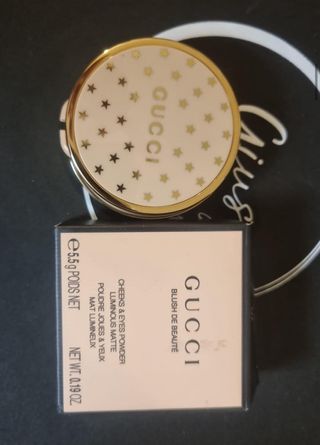 GUCCI
GUCCI
BLUSH DE BEAUTÉ
CHEEKS & EYES POWDER
LUMINOUS MATTE
POUDRE JOUES & YEUX
MAT LUMINEUX
℮5.5g POIDS NET
NET WT. 0.19 OZ.